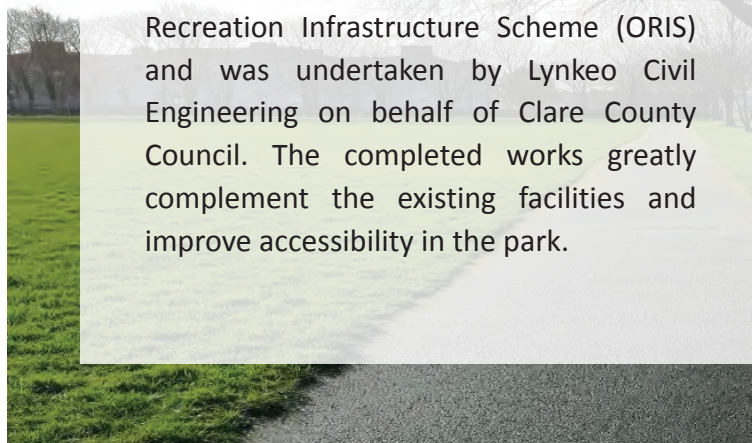 Recreation Infrastructure Scheme (ORIS)
and was undertaken by Lynkeo Civil
Engineering on behalf of Clare County
Council. The completed works greatly
complement the existing facilities and
improve accessibility in the park.